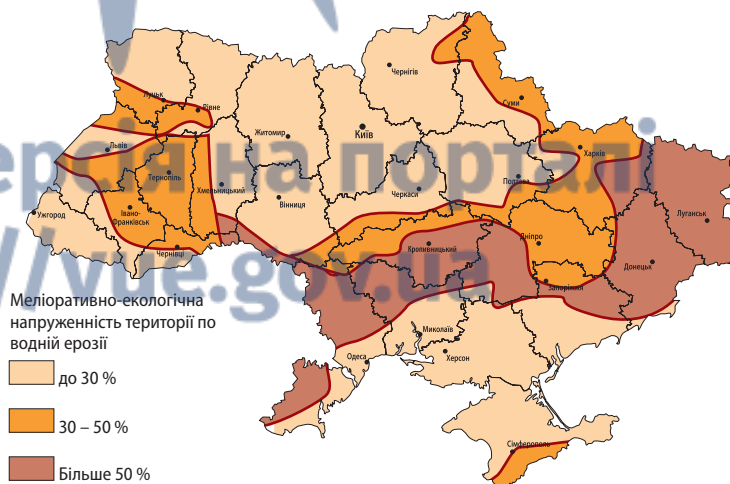 Чернігів
Луцьк
Рівне
Суми
Житомир
Київ
Львів
Харків
ерсія на порталі
Тернопіль
Хмельницький
Полтава
Черкаси
Вінниця
Ужгород
Івано-
Франківськ
Луганськ
Чернівці
Кропивницький
Дніпро
Донецьк
//vue.gov.ua
Запоріжжя
Меліоративно-екологічна
напруженність території по
водній ерозії
Миколаїв
Одеса
Херсон
до 30 %
30 – 50 %
Сімферополь
Більше 50 %